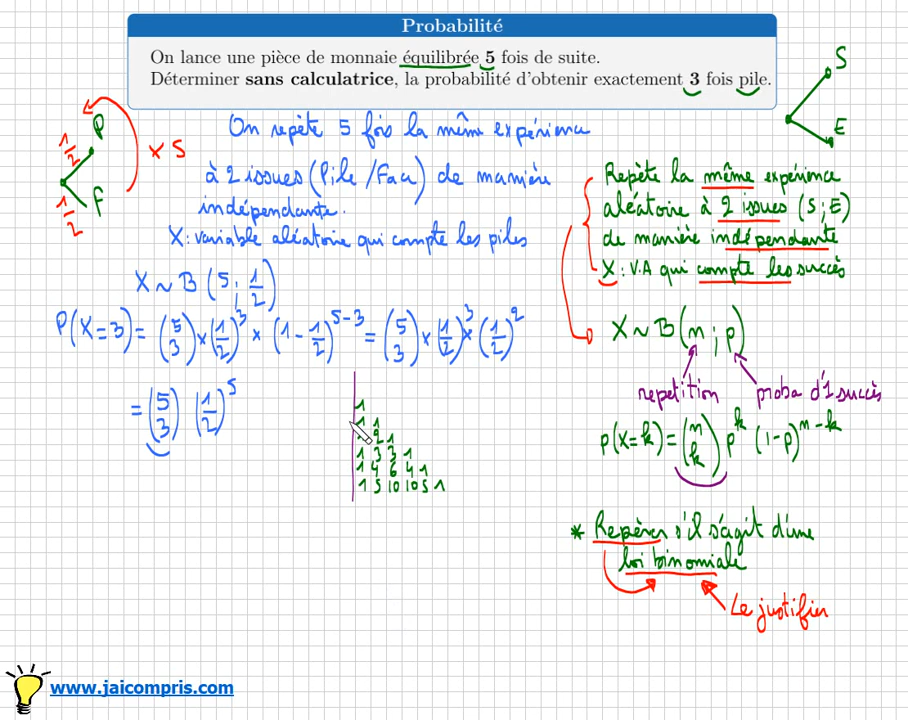 Probabilité
On lance une pièce de monnaie équilibrée 5 fois de suite.
Déterminer sans calculatrice, la probabilité d'obtenir exactement 3 fois pile.
P
1/2
× 5
1/2
F
On repète 5 fois la même expérience
à 2 issues (Pile / Face) de manière
indépendante.
X : variable aléatoire qui compte les piles
X ~ B (5 ; 1/2)
P(X=3) = (5 3) × (1/2)^3 × (1 - 1/2)^5-3 = (5 3) × (1/2)^3 × (1/2)^2
= (5 3) (1/2)^5
1
1 1
2 1
1 3 3 1
1 4 6 4 1
1 5 10 10 5 1
S
E
Repète la même expérience
aléatoire à 2 issues (S ; E)
de manière indépendante
X : V.A qui compte les succès
X ~ B (n ; p)
repetition
proba d'1 succès
P(X=k) = (n k) p^k (1-p)^n-k
* Repérer s'il s'agit d'une
loi binomiale
Le justifier
www.jaicompris.com